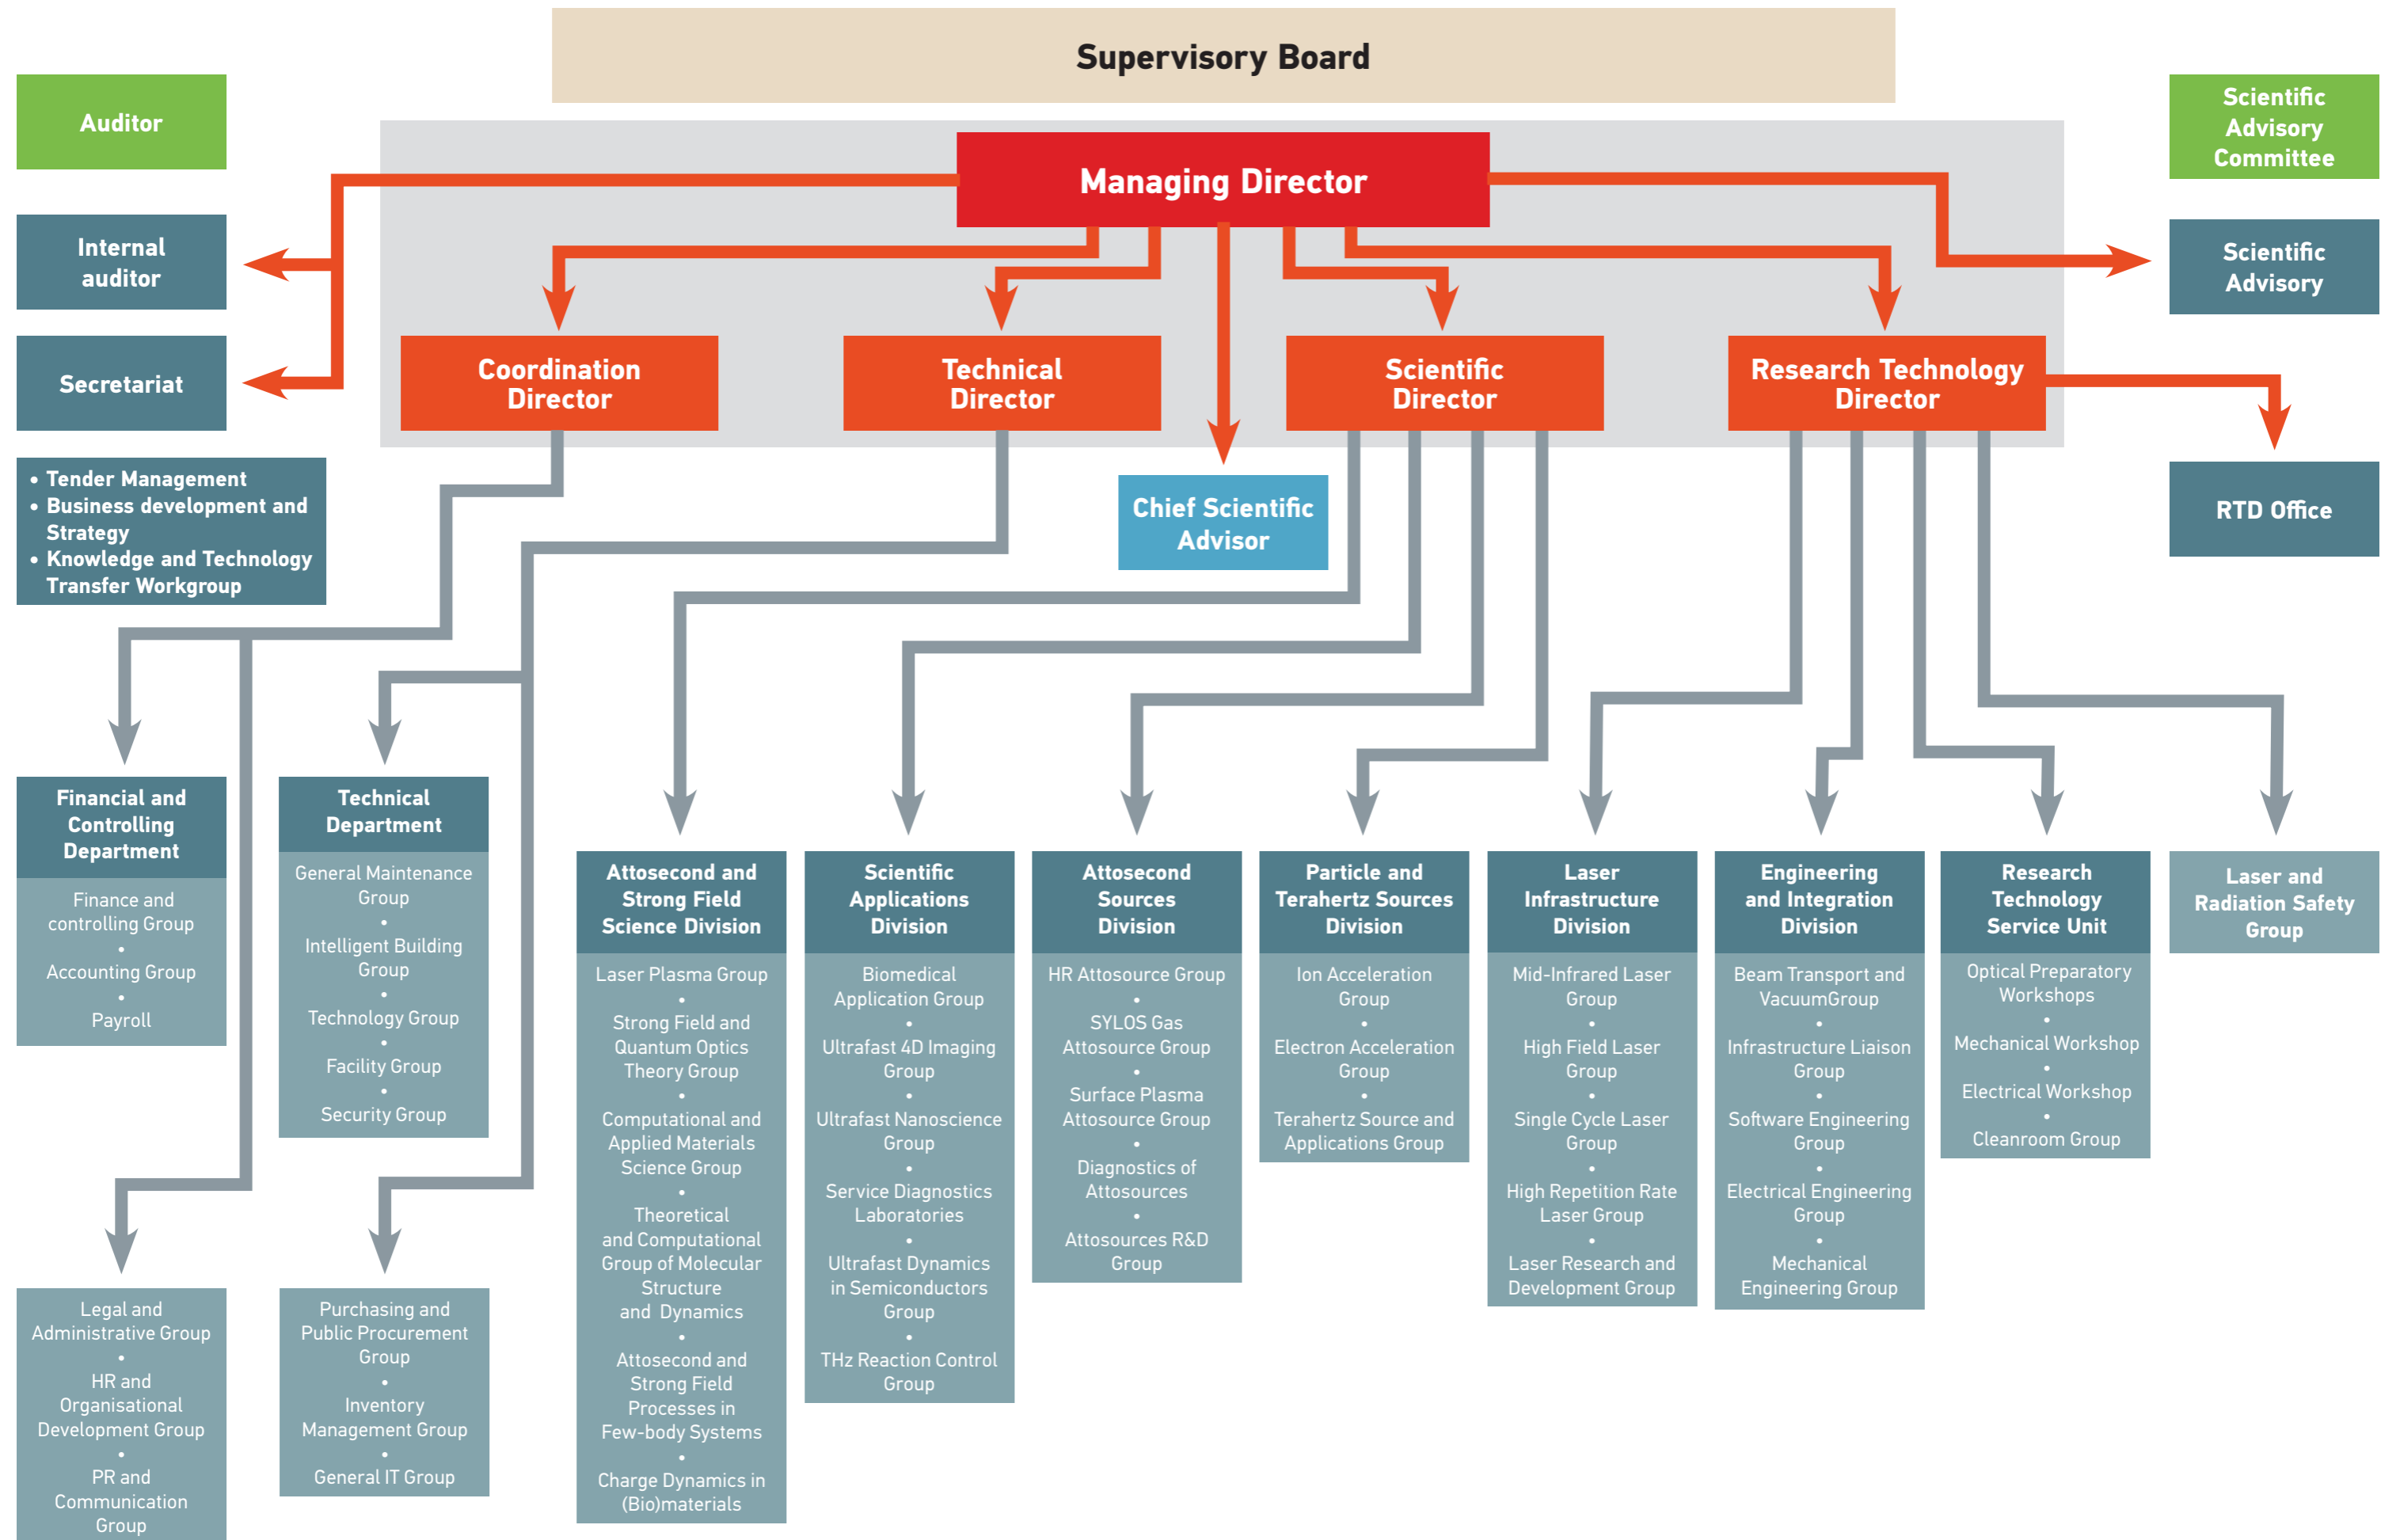 Supervisory Board
Auditor
Scientific
Advisory
Committee
Managing Director
Internal
auditor
Scientific
Advisory
Secretariat
Coordination
Director
Technical
Director
Scientific
Director
Research Technology
Director
• Tender Management
• Business development and
Strategy
• Knowledge and Technology
Transfer Workgroup
Chief Scientific
Advisor
RTD Office
Financial and
Controlling
Department
Finance and
controlling Group
•
Accounting Group
•
Payroll
Technical
Department
General Maintenance
Group
•
Intelligent Building
Group
•
Technology Group
•
Facility Group
•
Security Group
Attosecond and
Strong Field
Science Division
Laser Plasma Group
•
Strong Field and
Quantum Optics
Theory Group
•
Computational and
Applied Materials
Science Group
•
Theoretical
and Computational
Group of Molecular
Structure
and Dynamics
•
Attosecond and
Strong Field
Processes in
Few-body Systems
•
Charge Dynamics in
(Bio)materials
Scientific
Applications
Division
Biomedical
Application Group
•
Ultrafast 4D Imaging
Group
•
Ultrafast Nanoscience
Group
•
Service Diagnostics
Laboratories
•
Ultrafast Dynamics
in Semiconductors
Group
•
THz Reaction Control
Group
Attosecond
Sources
Division
HR Attosource Group
•
SYLOS Gas
Attosource Group
•
Surface Plasma
Attosource Group
•
Diagnostics of
Attosources
•
Attosources R&D
Group
Particle and
Terahertz Sources
Division
Ion Acceleration
Group
•
Electron Acceleration
Group
•
Terahertz Source and
Applications Group
Laser
Infrastructure
Division
Mid-Infrared Laser
Group
•
High Field Laser
Group
•
Single Cycle Laser
Group
•
High Repetition Rate
Laser Group
•
Laser Research and
Development Group
Engineering
and Integration
Division
Beam Transport and
VacuumGroup
•
Infrastructure Liaison
Group
•
Software Engineering
Group
•
Electrical Engineering
Group
•
Mechanical
Engineering Group
Research
Technology
Service Unit
Optical Preparatory
Workshops
•
Mechanical Workshop
•
Electrical Workshop
•
Cleanroom Group
Laser and
Radiation Safety
Group
Legal and
Administrative Group
•
HR and
Organisational
Development Group
•
PR and
Communication
Group
Purchasing and
Public Procurement
Group
•
Inventory
Management Group
•
General IT Group